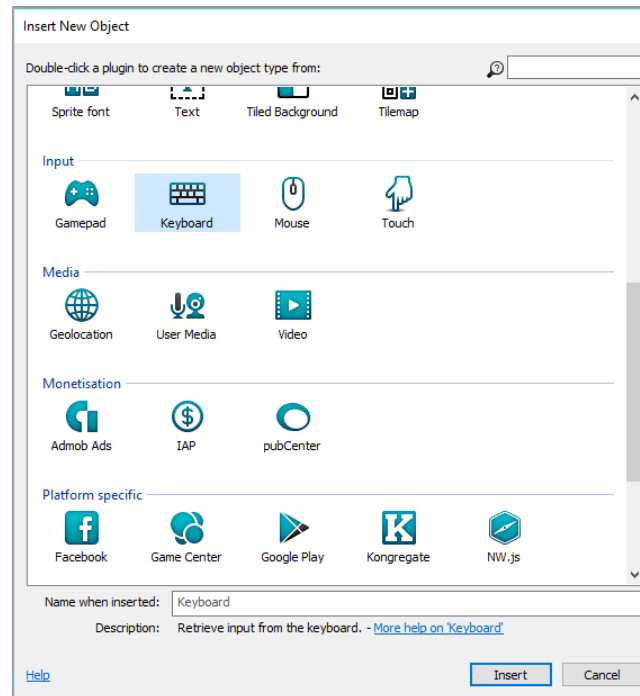 Insert New Object
Double-click a plugin to create a new object type from:
Sprite font Text Tiled Background Tilemap
Input
Gamepad Keyboard Mouse Touch
Media
Geolocation User Media Video
Monetisation
Admob Ads IAP pubCenter
Platform specific
Facebook Game Center Google Play Kongregate NW.js
Name when inserted: Keyboard
Description: Retrieve input from the keyboard. - More help on 'Keyboard'
Help Insert Cancel